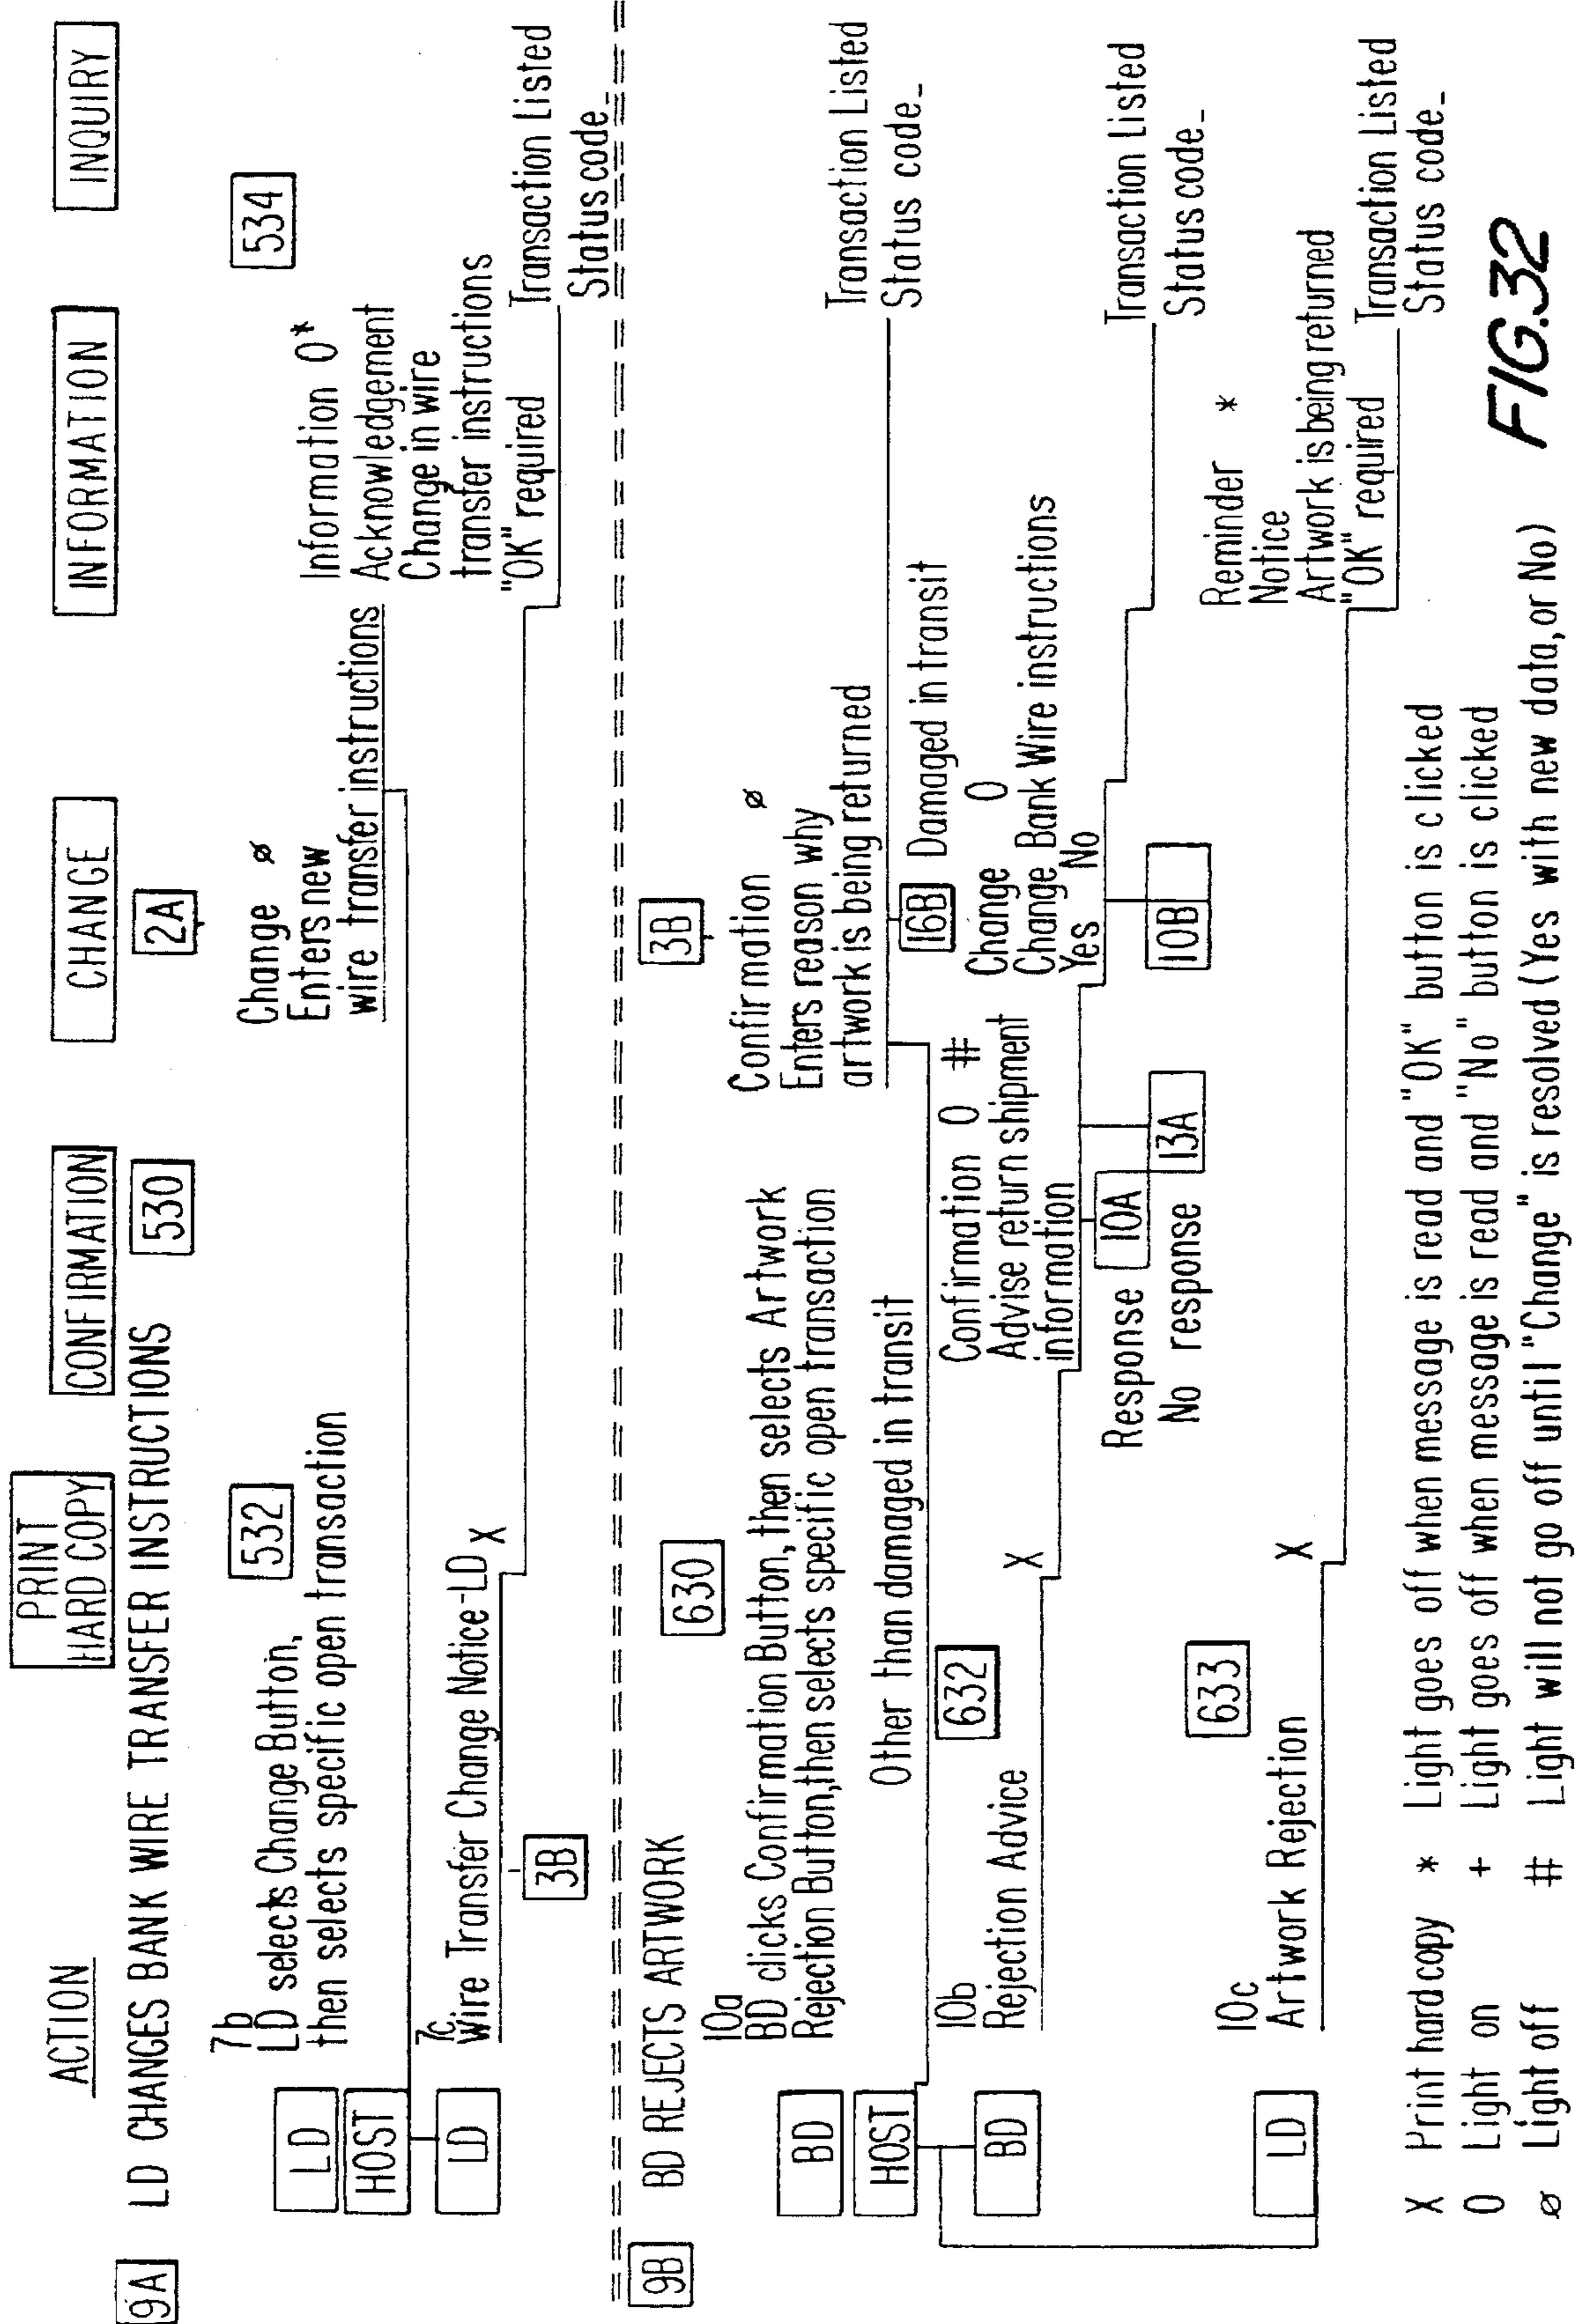 ACTION
PRINT
HARD COPY
CONFIRMATION
CHANGE
INFORMATION
INQUIRY
9A
LD CHANGES BANK WIRE TRANSFER INSTRUCTIONS
530
2A
7b
LD selects Change Button,
then selects specific open transaction
532
Change ø
Enters new
wire transfer instructions
534
LD
HOST
LD
Information O*
Acknowledgement
Change in wire
transfer instructions
"OK" required
7c
Wire Transfer Change Notice-LD X
3B
Transaction Listed
Status code_
9B
BD REJECTS ARTWORK
630
3B
10a
BD clicks Confirmation Button, then selects Artwork
Rejection Button, then selects specific open transaction
Confirmation ø
Enters reason why
artwork is being returned
BD
HOST
BD
Other than damaged in transit
16B
Damaged in transit
Transaction Listed
Status code_
632
10b
Rejection Advice
X
Confirmation O #
Advise return shipment
information
Change O
Change Bank Wire instructions
Yes No
Response
10A
No response
13A
10B
Transaction Listed
Status code_
633
10c
Artwork Rejection
X
LD
Reminder *
Notice
Artwork is being returned
"OK" required
Transaction Listed
Status code_
X Print hard copy * Light goes off when message is read and "OK" button is clicked
O Light on + Light goes off when message is read and "No" button is clicked
ø Light off # Light will not go off until "Change" is resolved (Yes with new data, or No)
FIG.32